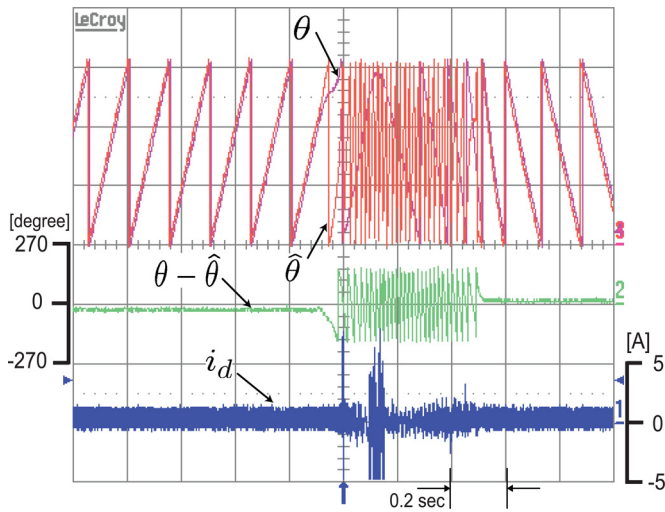 LeCroy
θ
[degree]
270
θ − θ̂
θ̂
3
0
2
-270
[A]
i_d
5
1
0
0.2 sec
-5